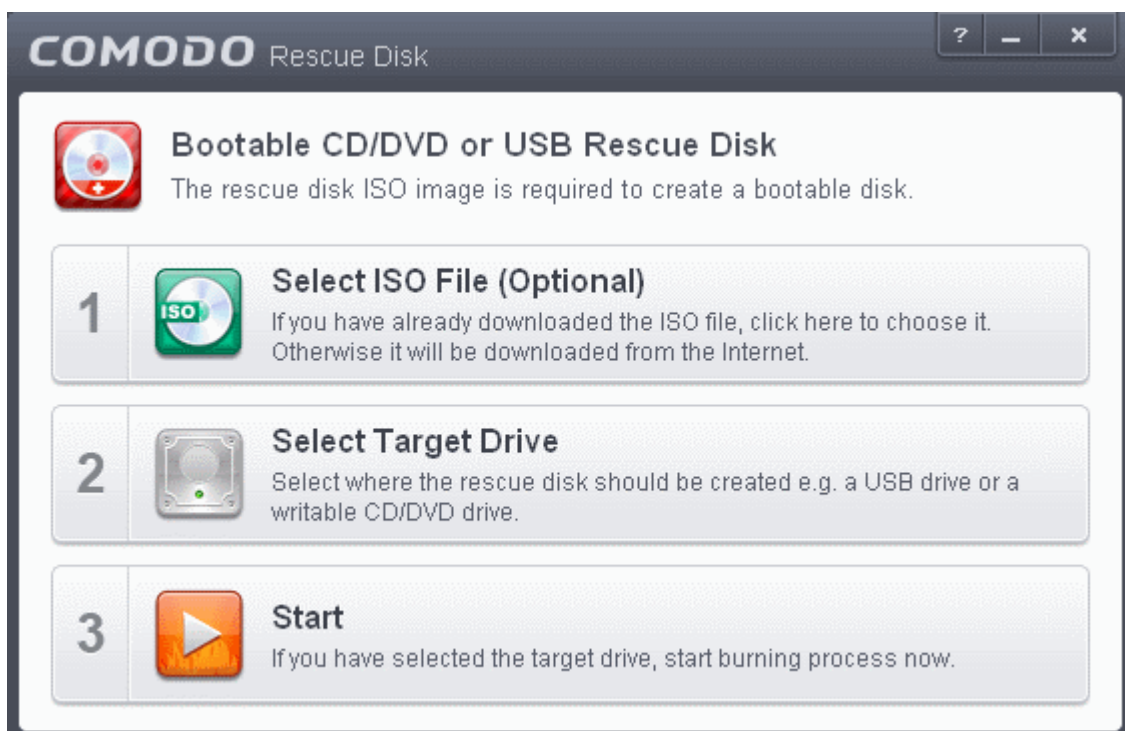 COMODO Rescue Disk
? _ ×
Bootable CD/DVD or USB Rescue Disk
The rescue disk ISO image is required to create a bootable disk.
1
ISO
Select ISO File (Optional)
If you have already downloaded the ISO file, click here to choose it.
Otherwise it will be downloaded from the Internet.
2
Select Target Drive
Select where the rescue disk should be created e.g. a USB drive or a
writable CD/DVD drive.
3
Start
If you have selected the target drive, start burning process now.